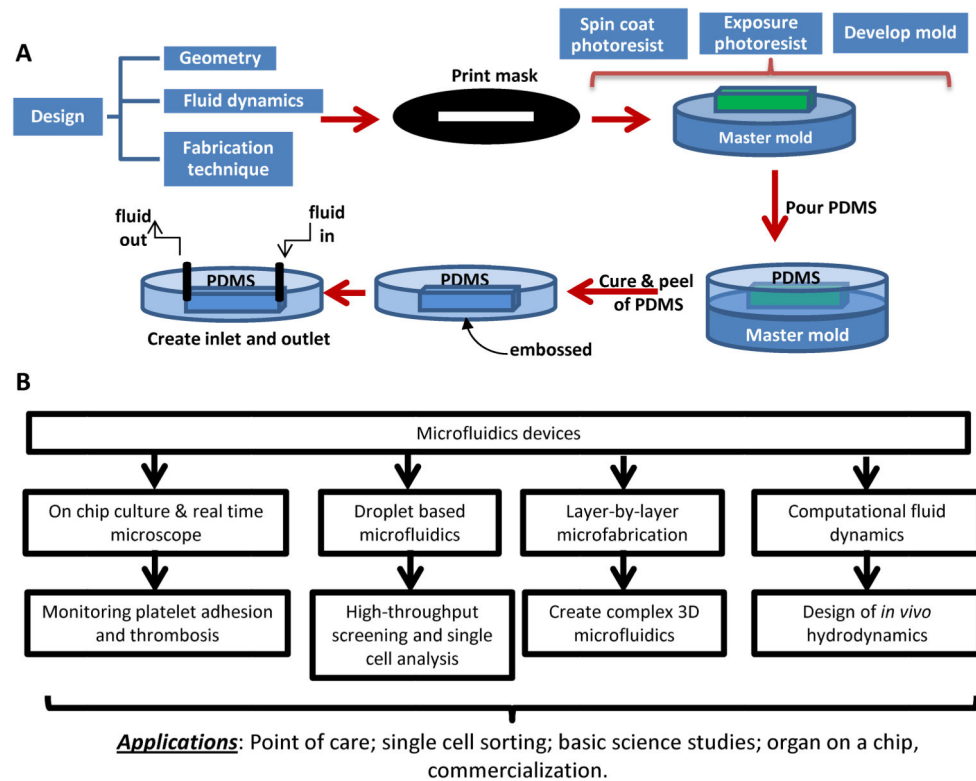 A
Design
Geometry
Fluid dynamics
Fabrication
technique
Print mask
Spin coat
photoresist
Exposure
photoresist
Develop mold
Master mold
Pour PDMS
PDMS
Master mold
Cure & peel
of PDMS
PDMS
embossed
fluid
out
fluid
in
PDMS
Create inlet and outlet
B
Microfluidics devices
On chip culture & real time
microscope
Droplet based
microfluidics
Layer-by-layer
microfabrication
Computational fluid
dynamics
Monitoring platelet adhesion
and thrombosis
High-throughput
screening and single
cell analysis
Create complex 3D
microfluidics
Design of in vivo
hydrodynamics
Applications: Point of care; single cell sorting; basic science studies; organ on a chip,
commercialization.